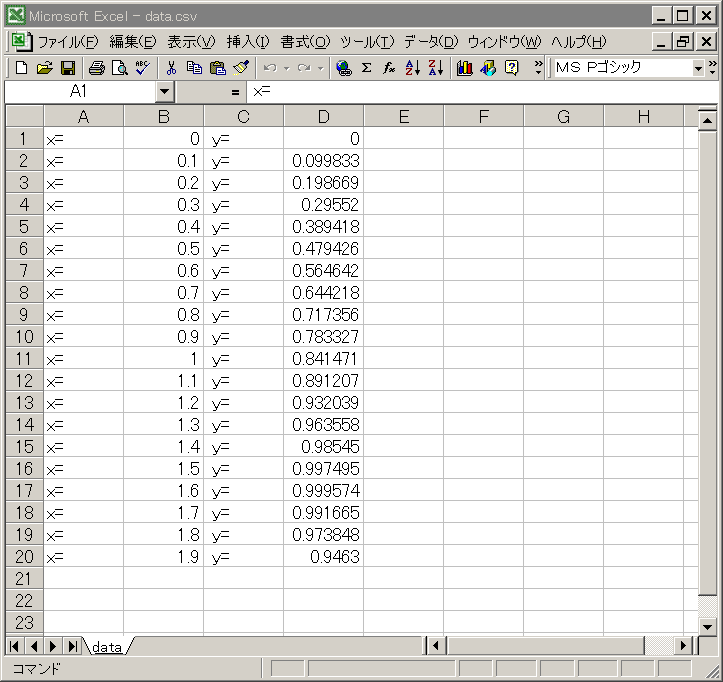 Microsoft Excel - data.csv
ファイル(F) 編集(E) 表示(V) 挿入(I) 書式(O) ツール(T) データ(D) ウィンドウ(W) ヘルプ(H)
ABC Σ fx A Z Z A ? » MS Pゴシック »
A1 = x=
A B C D E F G H
1 x= 0 y= 0
2 x= 0.1 y= 0.099833
3 x= 0.2 y= 0.198669
4 x= 0.3 y= 0.29552
5 x= 0.4 y= 0.389418
6 x= 0.5 y= 0.479426
7 x= 0.6 y= 0.564642
8 x= 0.7 y= 0.644218
9 x= 0.8 y= 0.717356
10 x= 0.9 y= 0.783327
11 x= 1 y= 0.841471
12 x= 1.1 y= 0.891207
13 x= 1.2 y= 0.932039
14 x= 1.3 y= 0.963558
15 x= 1.4 y= 0.98545
16 x= 1.5 y= 0.997495
17 x= 1.6 y= 0.999574
18 x= 1.7 y= 0.991665
19 x= 1.8 y= 0.973848
20 x= 1.9 y= 0.9463
21
22
23
data
コマンド